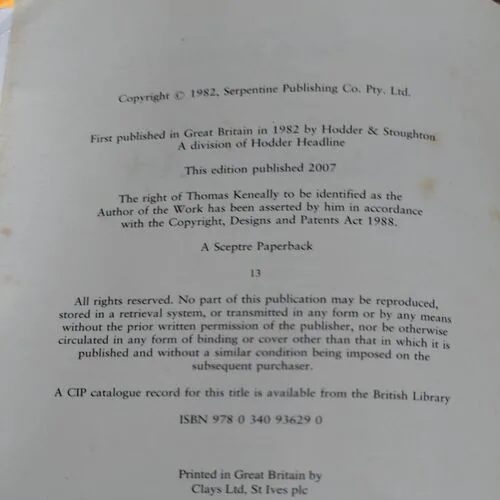 Copyright © 1982, Serpentine Publishing Co. Pty. Ltd.
First published in Great Britain in 1982 by Hodder & Stoughton
A division of Hodder Headline
This edition published 2007
The right of Thomas Keneally to be identified as the
Author of the Work has been asserted by him in accordance
with the Copyright, Designs and Patents Act 1988.
A Sceptre Paperback
13
All rights reserved. No part of this publication may be reproduced,
stored in a retrieval system, or transmitted in any form or by any means
without the prior written permission of the publisher, nor be otherwise
circulated in any form of binding or cover other than that in which it is
published and without a similar condition being imposed on the
subsequent purchaser.
A CIP catalogue record for this title is available from the British Library
ISBN 978 0 340 93629 0
Printed in Great Britain by
Clays Ltd, St Ives plc